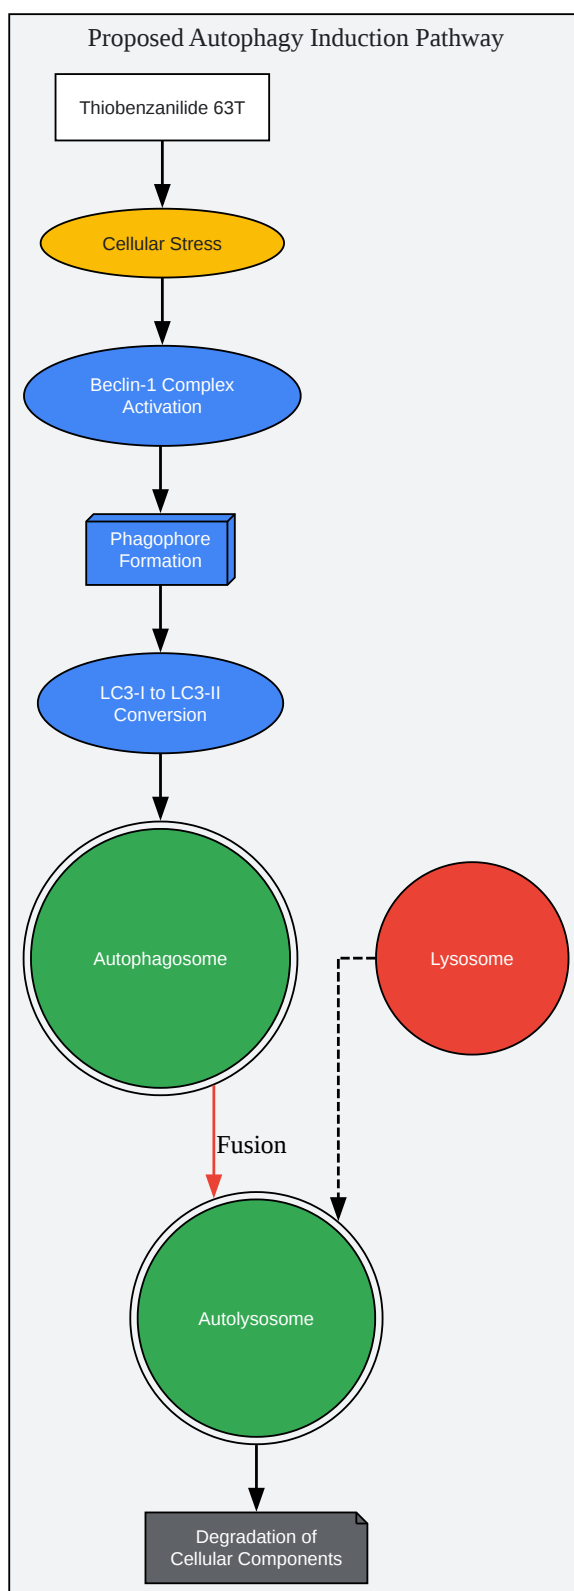 Proposed Autophagy Induction Pathway
Thiobenzanilide 63T
Cellular Stress
Beclin-1 Complex
Activation
Phagophore
Formation
LC3-I to LC3-II
Conversion
Autophagosome
Lysosome
Fusion
Autolysosome
Degradation of
Cellular Components